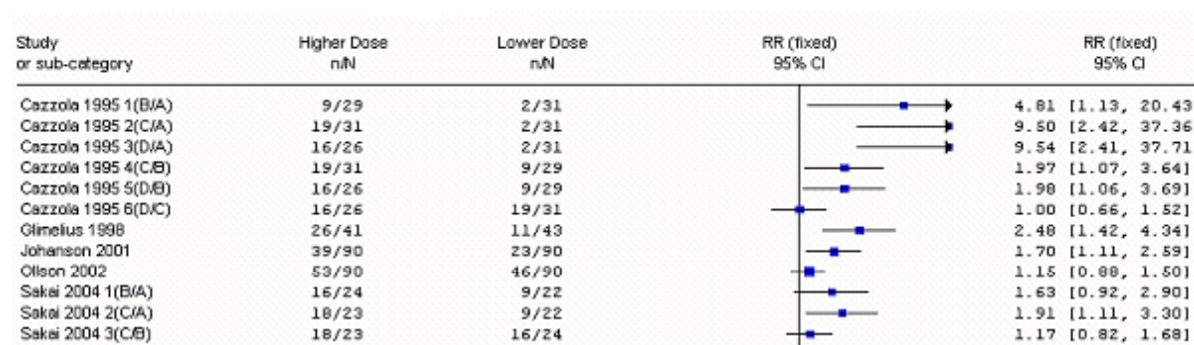 Study Higher Dose Lower Dose RR (fixed) RR (fixed)
or sub-category n/N n/N 95% CI 95% CI
Cazzola 1995 1(B/A) 9/29 2/31 4.81 [1.13, 20.43
Cazzola 1995 2(C/A) 19/31 2/31 9.50 [2.42, 37.36
Cazzola 1995 3(D/A) 16/26 2/31 9.54 [2.41, 37.71
Cazzola 1995 4(C/B) 19/31 9/29 1.97 [1.07, 3.64]
Cazzola 1995 5(D/B) 16/26 9/29 1.98 [1.06, 3.69]
Cazzola 1995 6(D/C) 16/26 19/31 1.00 [0.66, 1.52]
Glimelius 1998 26/41 11/43 2.48 [1.42, 4.34]
Johanson 2001 39/90 23/90 1.70 [1.11, 2.59]
Ollson 2002 53/90 46/90 1.15 [0.88, 1.50]
Sakai 2004 1(B/A) 16/24 9/22 1.63 [0.92, 2.90]
Sakai 2004 2(C/A) 18/23 9/22 1.91 [1.11, 3.30]
Sakai 2004 3(C/B) 18/23 16/24 1.17 [0.82, 1.68]